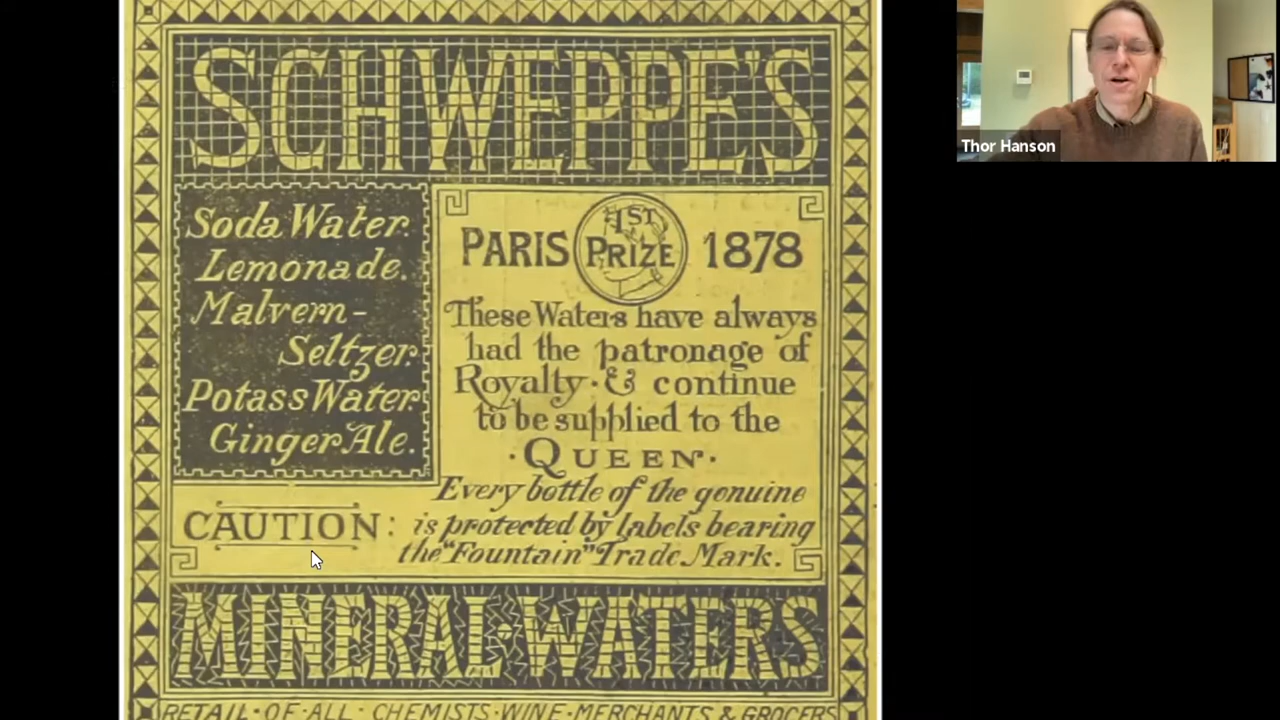 SCHWEPPE'S
Soda Water.
Lemonade.
Malvern-
Seltzer.
Potass Water.
Ginger Ale.
PARIS 1ST PRIZE 1878
These Waters have always
had the patronage of
Royalty · & continue
to be supplied to the
· QUEEN ·
Every bottle of the genuine
CAUTION: is protected by labels bearing
the "Fountain" Trade Mark.
MINERAL·WATERS
RETAIL·OF·ALL·CHEMISTS·WINE·MERCHANTS & GROCERS
Thor Hanson